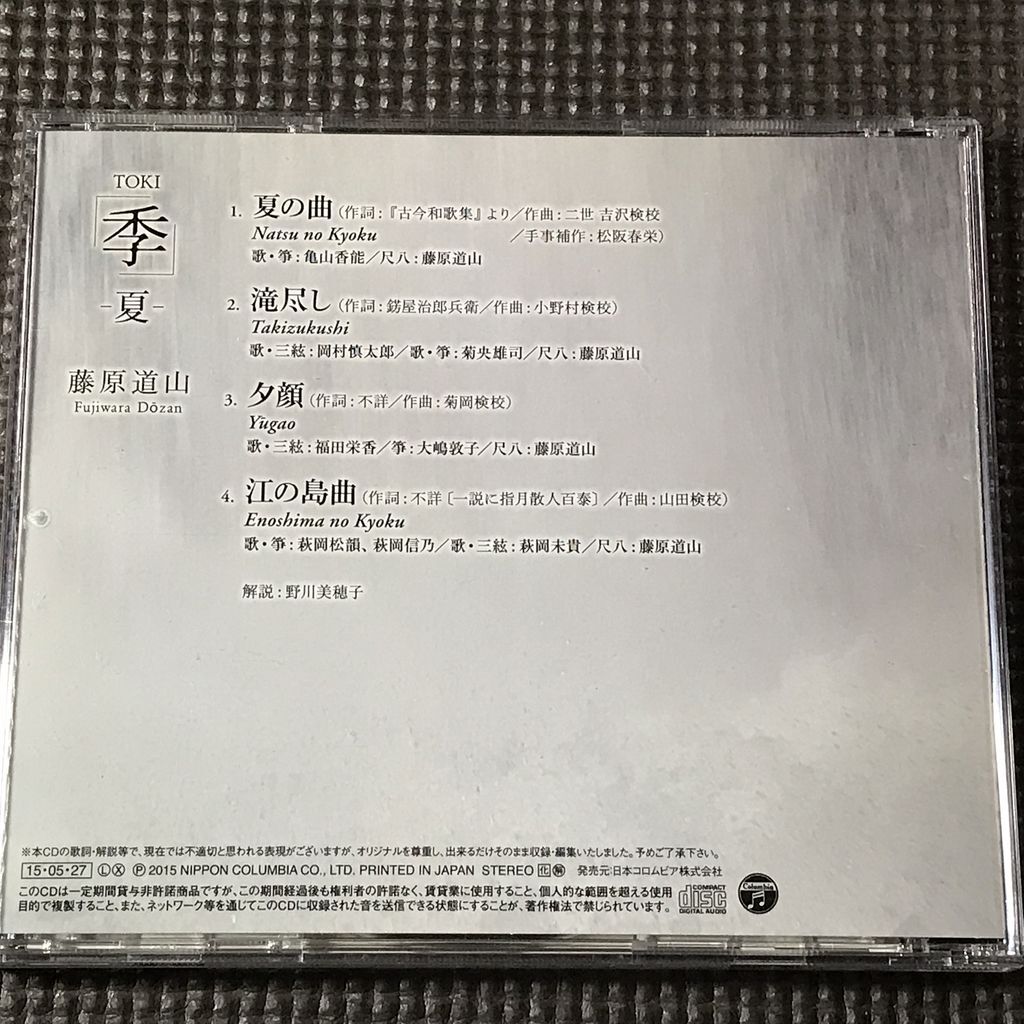 TOKI
「季」
-夏-
藤原道山
Fujiwara Dōzan
1. 夏の曲(作詞:『古今和歌集』より/作曲:二世 吉沢検校
/手事補作:松阪春栄)
Natsu no Kyoku
歌・箏:亀山香能/尺八:藤原道山
2. 滝尽し(作詞:錺屋治郎兵衛/作曲:小野村検校)
Takizukushi
歌・三絃:岡村慎太郎/歌・箏:菊央雄司/尺八:藤原道山
3. 夕顔(作詞:不詳/作曲:菊岡検校)
Yūgao
歌・三絃:福田栄香/箏:大嶋敦子/尺八:藤原道山
4. 江の島曲(作詞:不詳〔一説に指月散人百泰〕/作曲:山田検校)
Enoshima no Kyoku
歌・箏:萩岡松韻、萩岡信乃/歌・三絃:萩岡未貴/尺八:藤原道山
解説:野川美穂子
※本CDの歌詞・解説等で、現在では不適切と思われる表現がございますが、オリジナルを尊重し、出来るだけそのまま収録・編集いたしました。予めご了承下さい。
15・05・27 Ⓛ Ⓧ ℗ 2015 NIPPON COLUMBIA CO., LTD. PRINTED IN JAPAN STEREO 化 解 発売元:日本コロムビア株式会社
このCDは一定期間貸与非許諾商品ですが、この期間経過後も権利者の許諾なく、賃貸業に使用すること、個人的な範囲を超える使用
目的で複製すること、また、ネットワーク等を通じてこのCDに収録された音を送信できる状態にすることが、著作権法で禁じられています。
COMPACT
disc
DIGITAL AUDIO
Columbia